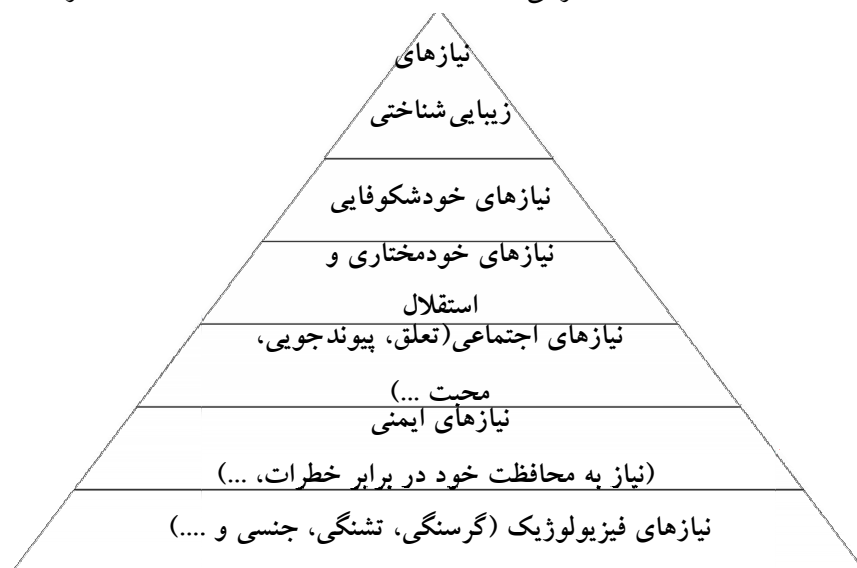 نیازهای
زیبایی‌شناختی
نیازهای خودشکوفایی
نیازهای خودمختاری و
استقلال
نیازهای اجتماعی(تعلق، پیوندجویی،
محبت ...)
نیازهای ایمنی
(نیاز به محافظت خود در برابر خطرات، ...)
نیازهای فیزیولوژیک (گرسنگی، تشنگی، جنسی و ....)